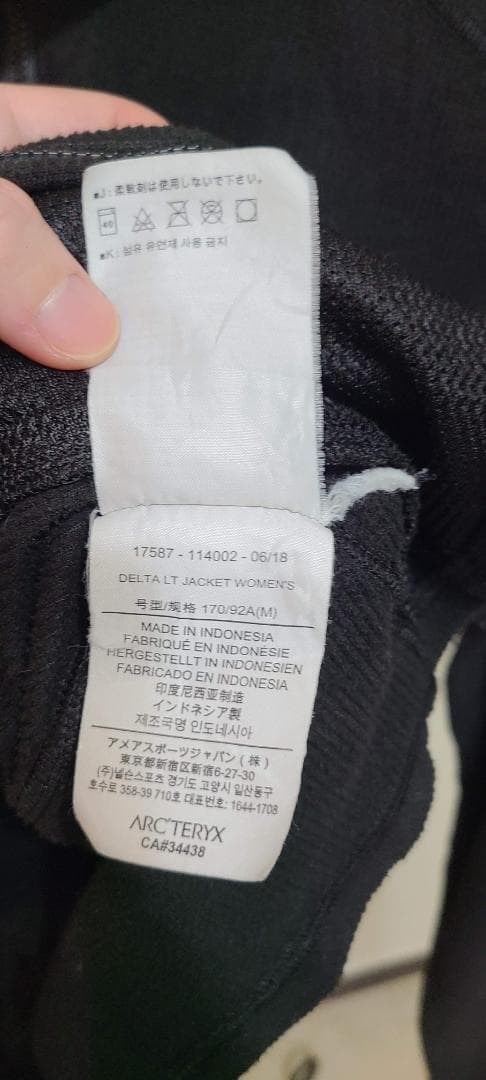 ■J : 柔軟剤は使用しないで下さい。
40
■K : 섬유 유연제 사용 금지
17587 - 114002 - 06/18
DELTA LT JACKET WOMEN'S
号型/规格 170/92A(M)
MADE IN INDONESIA
FABRIQUÉ EN INDONÉSIE
HERGESTELLT IN INDONESIEN
FABRICADO EN INDONESIA
印度尼西亚制造
インドネシア製
제조국명 인도네시아
アメアスポーツジャパン (株)
東京都新宿区新宿6-27-30
(주)넬슨스포츠 경기도 고양시 일산동구
호수로 358-39 710호 대표번호: 1644-1708
ARC'TERYX
CA#34438